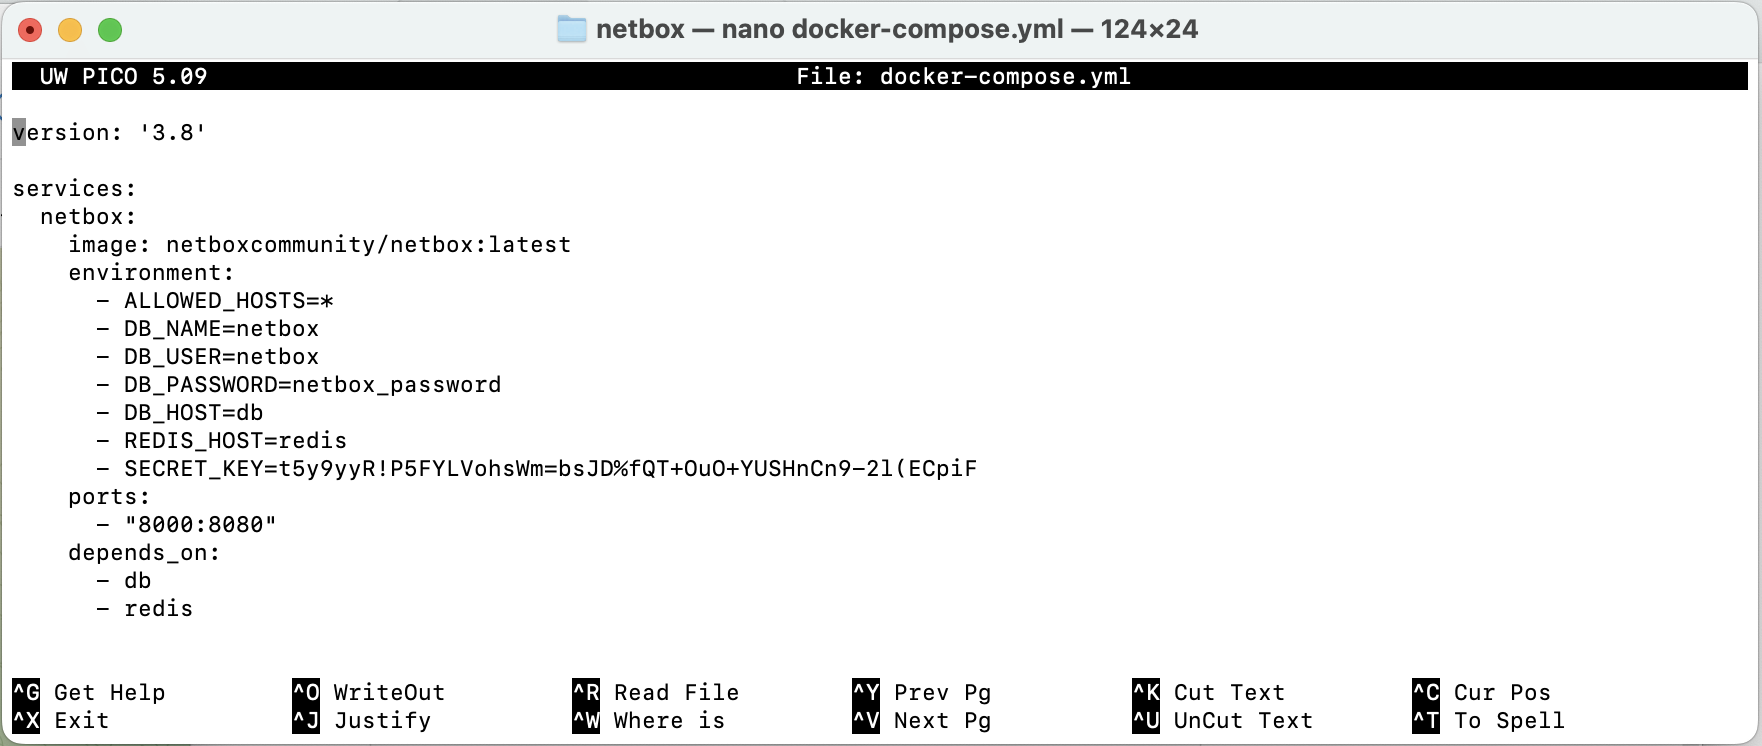 netbox — nano docker-compose.yml — 124×24
UW PICO 5.09 File: docker-compose.yml
version: '3.8'
services:
netbox:
image: netboxcommunity/netbox:latest
environment:
- ALLOWED_HOSTS=*
- DB_NAME=netbox
- DB_USER=netbox
- DB_PASSWORD=netbox_password
- DB_HOST=db
- REDIS_HOST=redis
- SECRET_KEY=t5y9yyR!P5FYLVohsWm=bsJD%fQT+OuO+YUSHnCn9-2l(ECpiF
ports:
- "8000:8080"
depends_on:
- db
- redis
^G Get Help ^O WriteOut ^R Read File ^Y Prev Pg ^K Cut Text ^C Cur Pos
^X Exit ^J Justify ^W Where is ^V Next Pg ^U UnCut Text ^T To Spell